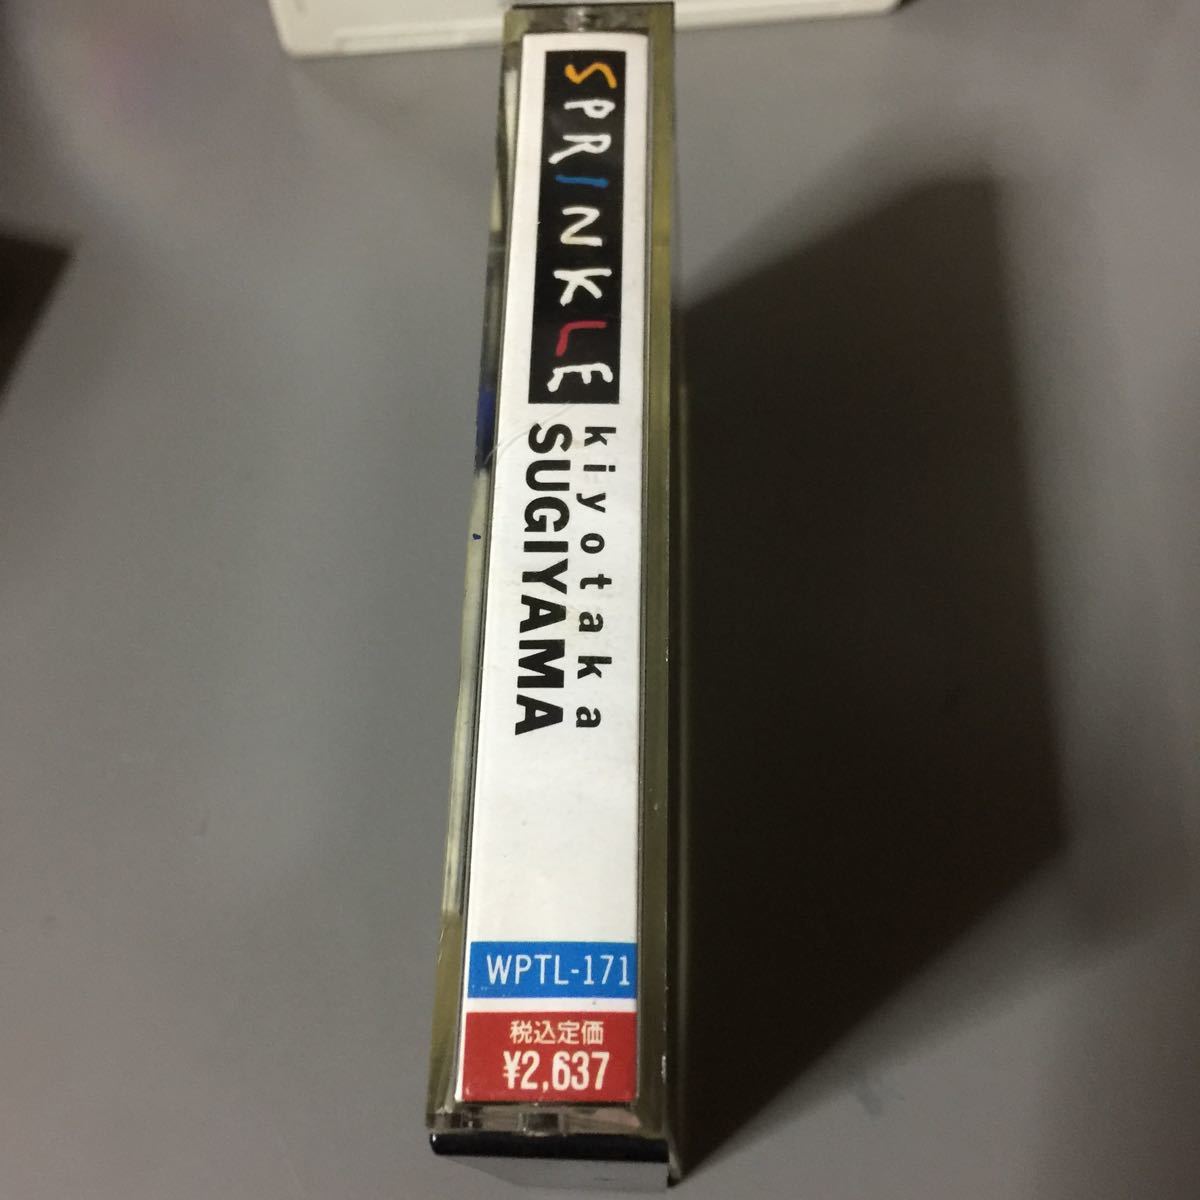 SPRINKLE
kiyotaka
SUGIYAMA
WPTL-171
税込定価
¥2,637